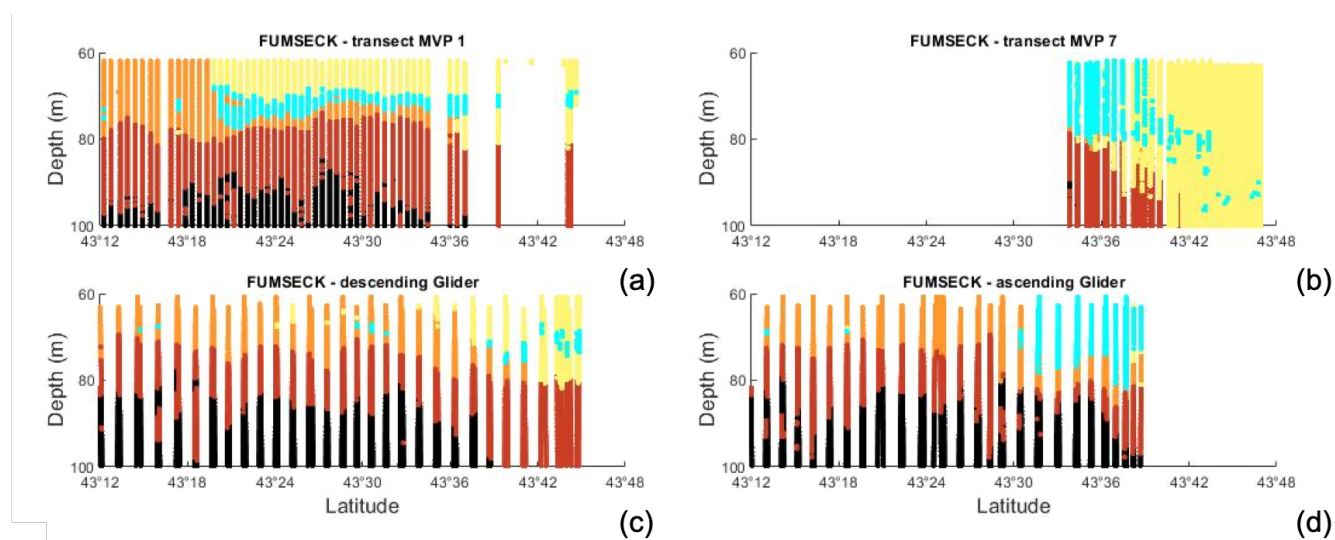 FUMSECK - transect MVP 1
60
80
100
Depth (m)
43°12 43°18 43°24 43°30 43°36 43°42 43°48
(a)
FUMSECK - transect MVP 7
60
80
100
Depth (m)
43°12 43°18 43°24 43°30 43°36 43°42 43°48
(b)
FUMSECK - descending Glider
60
80
100
Depth (m)
43°12 43°18 43°24 43°30 43°36 43°42 43°48
Latitude
(c)
FUMSECK - ascending Glider
60
80
100
Depth (m)
43°12 43°18 43°24 43°30 43°36 43°42 43°48
Latitude
(d)